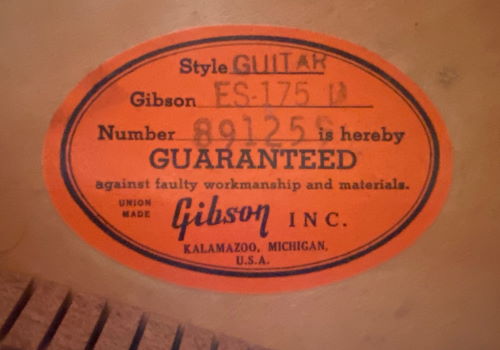 Style GUITAR
Gibson ES-175 D
Number 891259 is hereby
GUARANTEED
against faulty workmanship and materials.
UNION MADE
Gibson INC.
KALAMAZOO, MICHIGAN,
U.S.A.